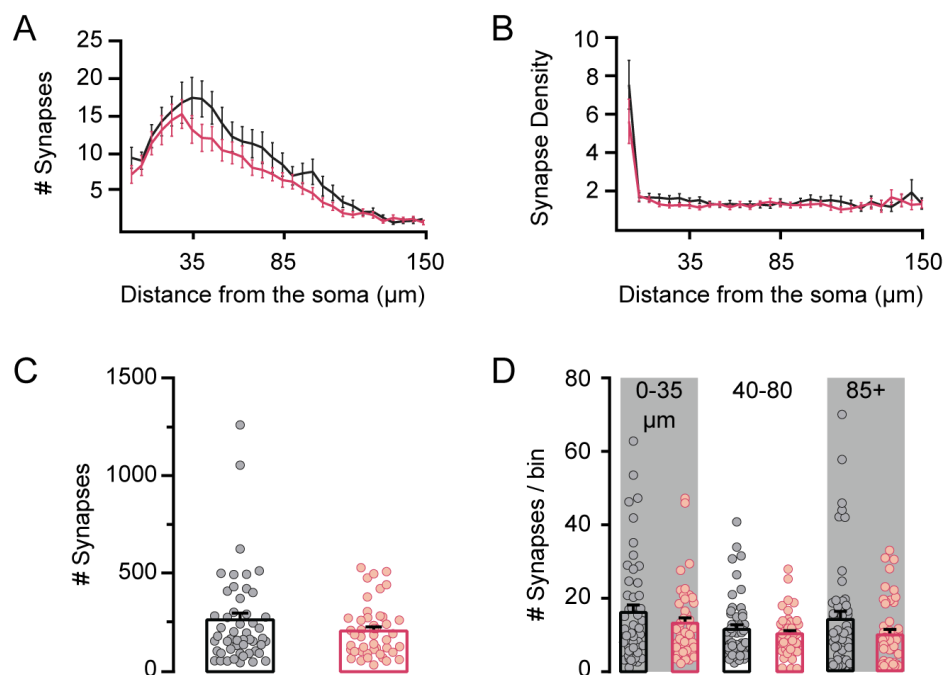 A
# Synapses
25
20
15
10
5
35
85
150
Distance from the soma (μm)
B
Synapse Density
10
8
6
4
2
35
85
150
Distance from the soma (μm)
C
# Synapses
1500
1000
500
0
D
# Synapses / bin
80
60
40
20
0
0-35
μm
40-80
85+